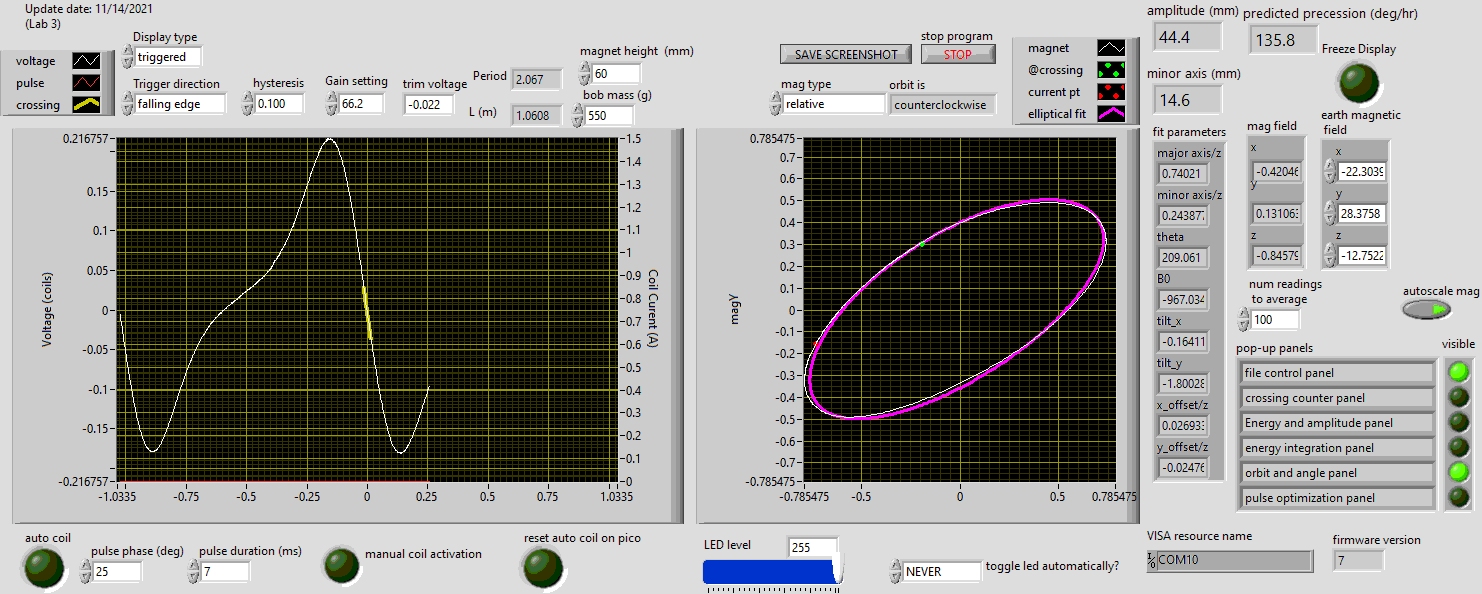 Update date: 11/14/2021
(Lab 3)
voltage
pulse
crossing
Display type
triggered
Trigger direction
falling edge
hysteresis
0.100
Gain setting
66.2
trim voltage
-0.022
Period
2.067
L (m)
1.0608
magnet height (mm)
60
bob mass (g)
550
SAVE SCREENSHOT
stop program
STOP
mag type
relative
orbit is
counterclockwise
magnet
@crossing
current pt
elliptical fit
amplitude (mm)
44.4
predicted precession (deg/hr)
135.8
minor axis (mm)
14.6
Freeze Display
Voltage (coils)
0.216757
0.15
0.1
0.05
0
-0.05
-0.1
-0.15
-0.216757
-1.0335
-0.75
-0.5
-0.25
0
0.25
0.5
0.75
1.0335
1.5
1.4
1.3
1.2
1.1
1
0.9
0.8
0.7
0.6
0.5
0.4
0.3
0.2
0.1
0
Coil Curent (A)
magy
0.785475
0.7
0.6
0.5
0.4
0.3
0.2
0.1
0
-0.1
-0.2
-0.3
-0.4
-0.5
-0.6
-0.7
-0.785475
-0.785475
-0.5
0
0.5
0.785475
fit parameters
major axis/z
0.74021
minor axis/z
0.24387
theta
209.061
B0
-967.034
tilt_x
-0.16411
tilt_y
-1.80028
x_offset/z
0.02693
y_offset/z
-0.02476
mag field
x
-0.42046
y
0.13106
z
-0.84579
earth magnetic
field
x
-22.3039
y
28.3758
z
-12.7522
num readings
to average
100
autoscale mag
pop-up panels
visible
file control panel
crossing counter panel
Energy and amplitude panel
energy integration panel
orbit and angle panel
pulse optimization panel
auto coil
pulse phase (deg)
25
pulse duration (ms)
7
manual coil activation
reset auto coil on pico
LED level
255
NEVER
toggle led automatically?
VISA resource name
COM10
firmware version
7